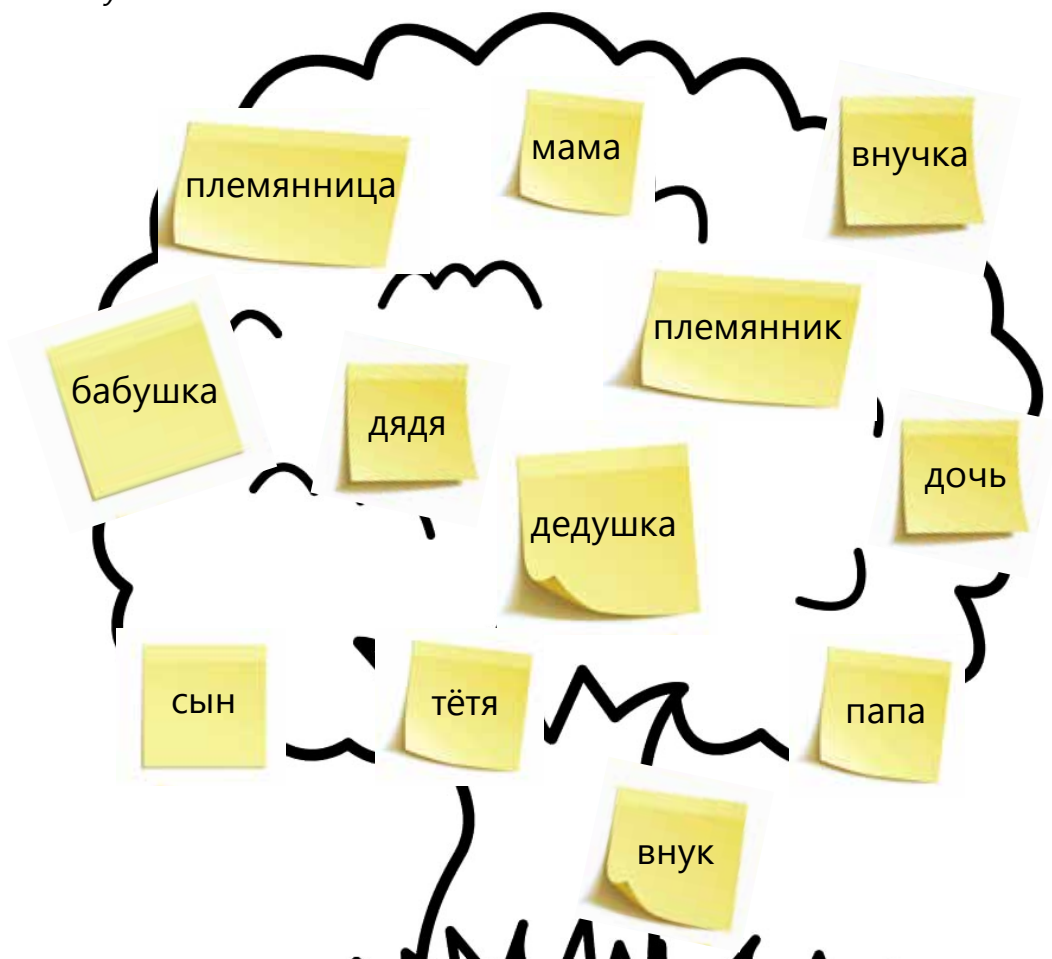 мама
внучка
племянница
племянник
бабушка
дядя
дочь
дедушка
сын
тётя
папа
внук